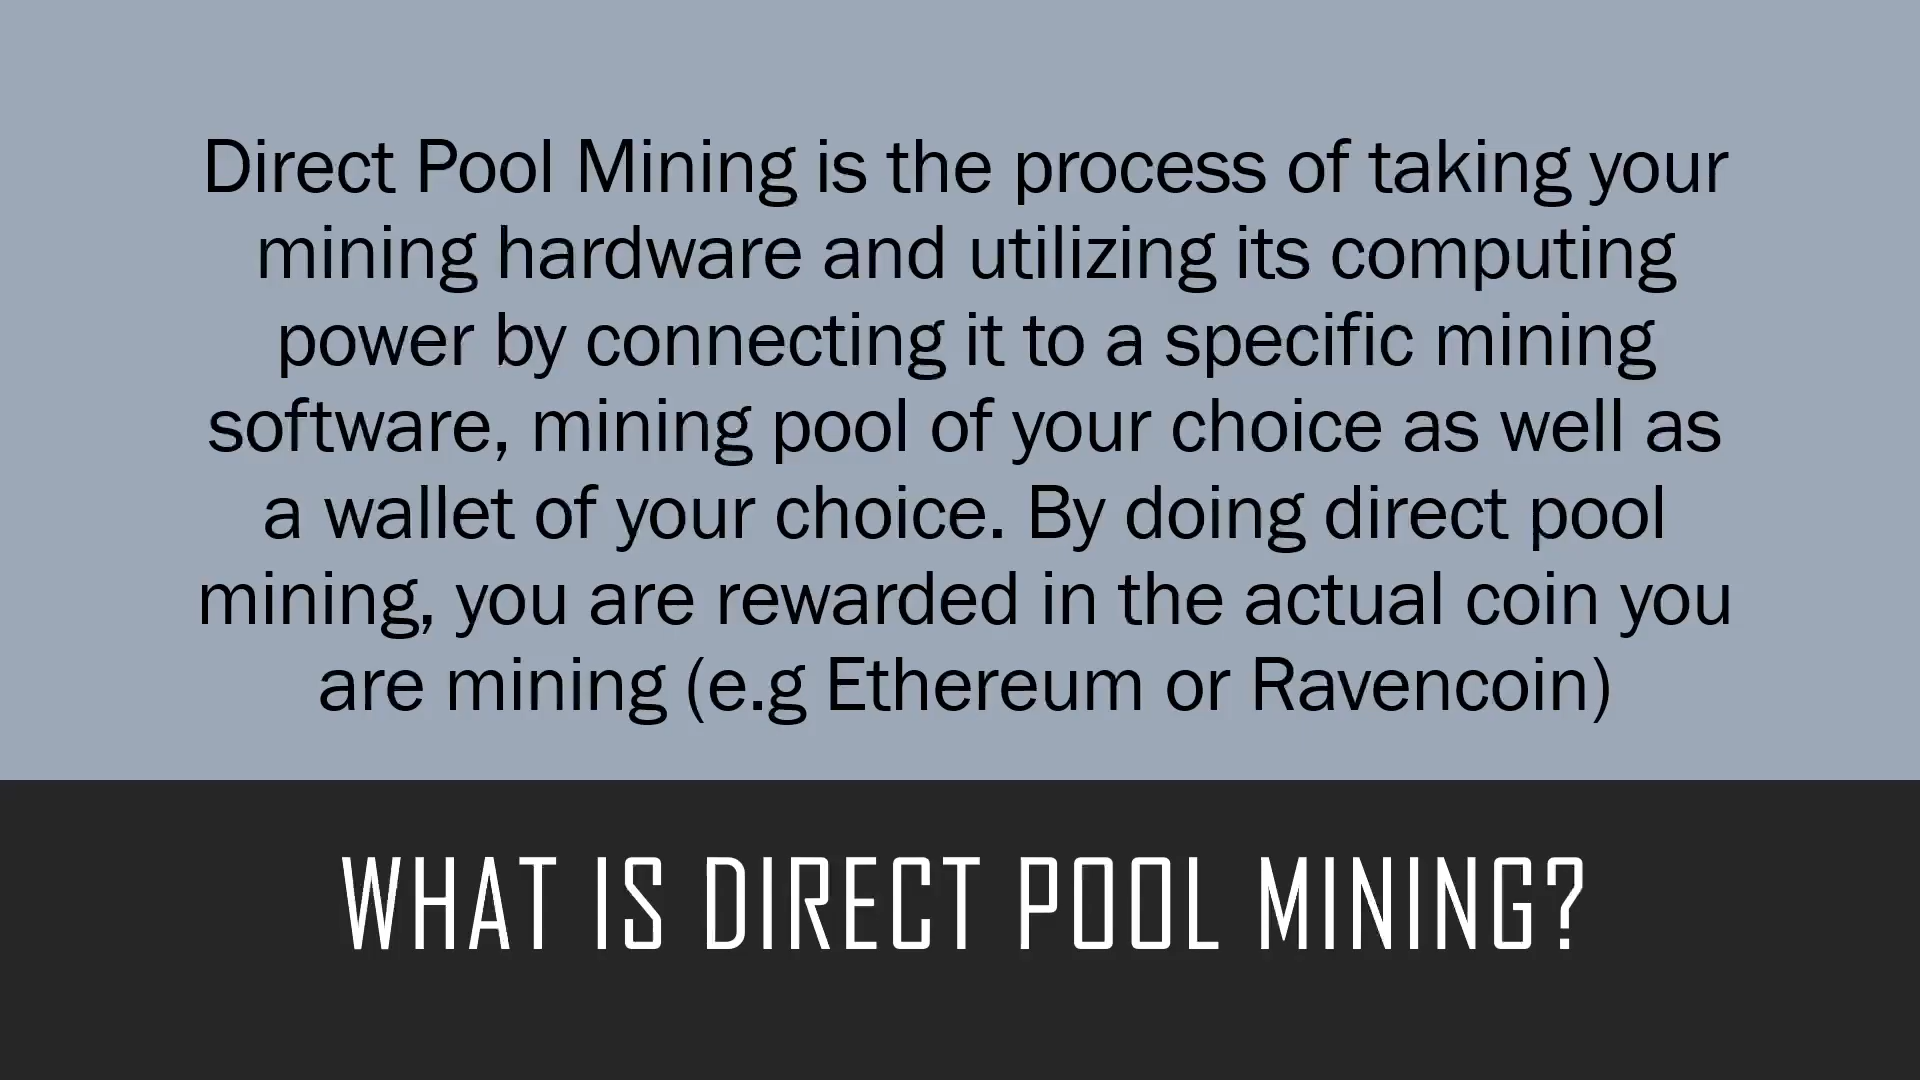 Direct Pool Mining is the process of taking your
mining hardware and utilizing its computing
power by connecting it to a specific mining
software, mining pool of your choice as well as
a wallet of your choice. By doing direct pool
mining, you are rewarded in the actual coin you
are mining (e.g Ethereum or Ravencoin)
WHAT IS DIRECT POOL MINING?